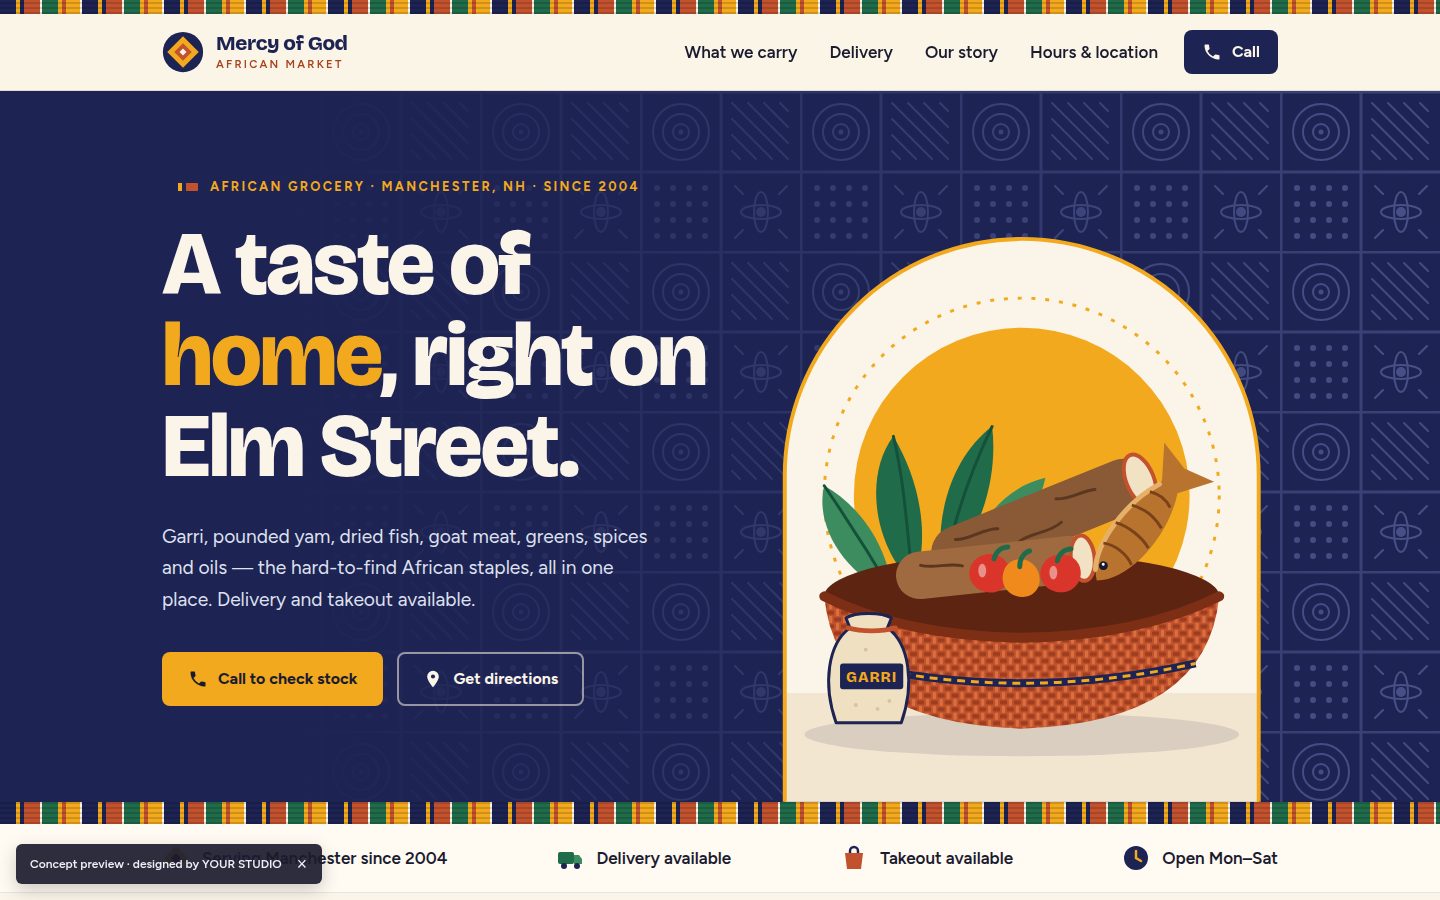 Mercy of God
AFRICAN MARKET
What we carry
Delivery
Our story
Hours & location
Call
AFRICAN GROCERY · MANCHESTER, NH · SINCE 2004
A taste of
home, right on
Elm Street.
Garri, pounded yam, dried fish, goat meat, greens, spices
and oils — the hard-to-find African staples, all in one
place. Delivery and takeout available.
Call to check stock
Get directions
GARRI
Concept preview · designed by YOUR STUDIO ×
Serving Manchester since 2004
Delivery available
Takeout available
Open Mon–Sat